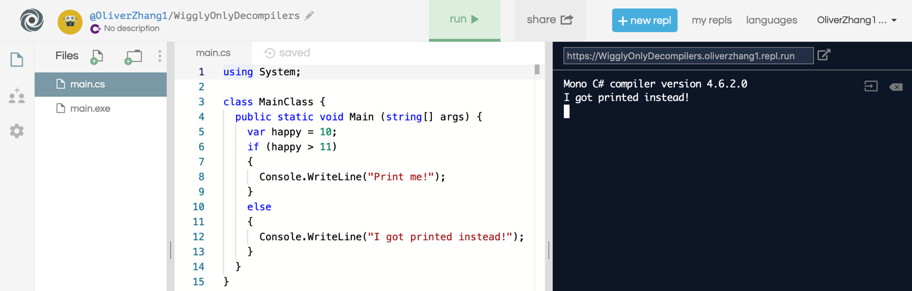 @OliverZhang1/WigglyOnlyDecompilers
No description
run
share
+ new repl
my repls
languages
OliverZhang1 ...
Files
main.cs
main.exe
main.cs
saved
1 using System;
2
3 class MainClass {
4 public static void Main (string[] args) {
5 var happy = 10;
6 if (happy > 11)
7 {
8 Console.WriteLine("Print me!");
9 }
10 else
11 {
12 Console.WriteLine("I got printed instead!");
13 }
14 }
15 }
https://WigglyOnlyDecompilers.oliverzhang1.repl.run
Mono C# compiler version 4.6.2.0
I got printed instead!